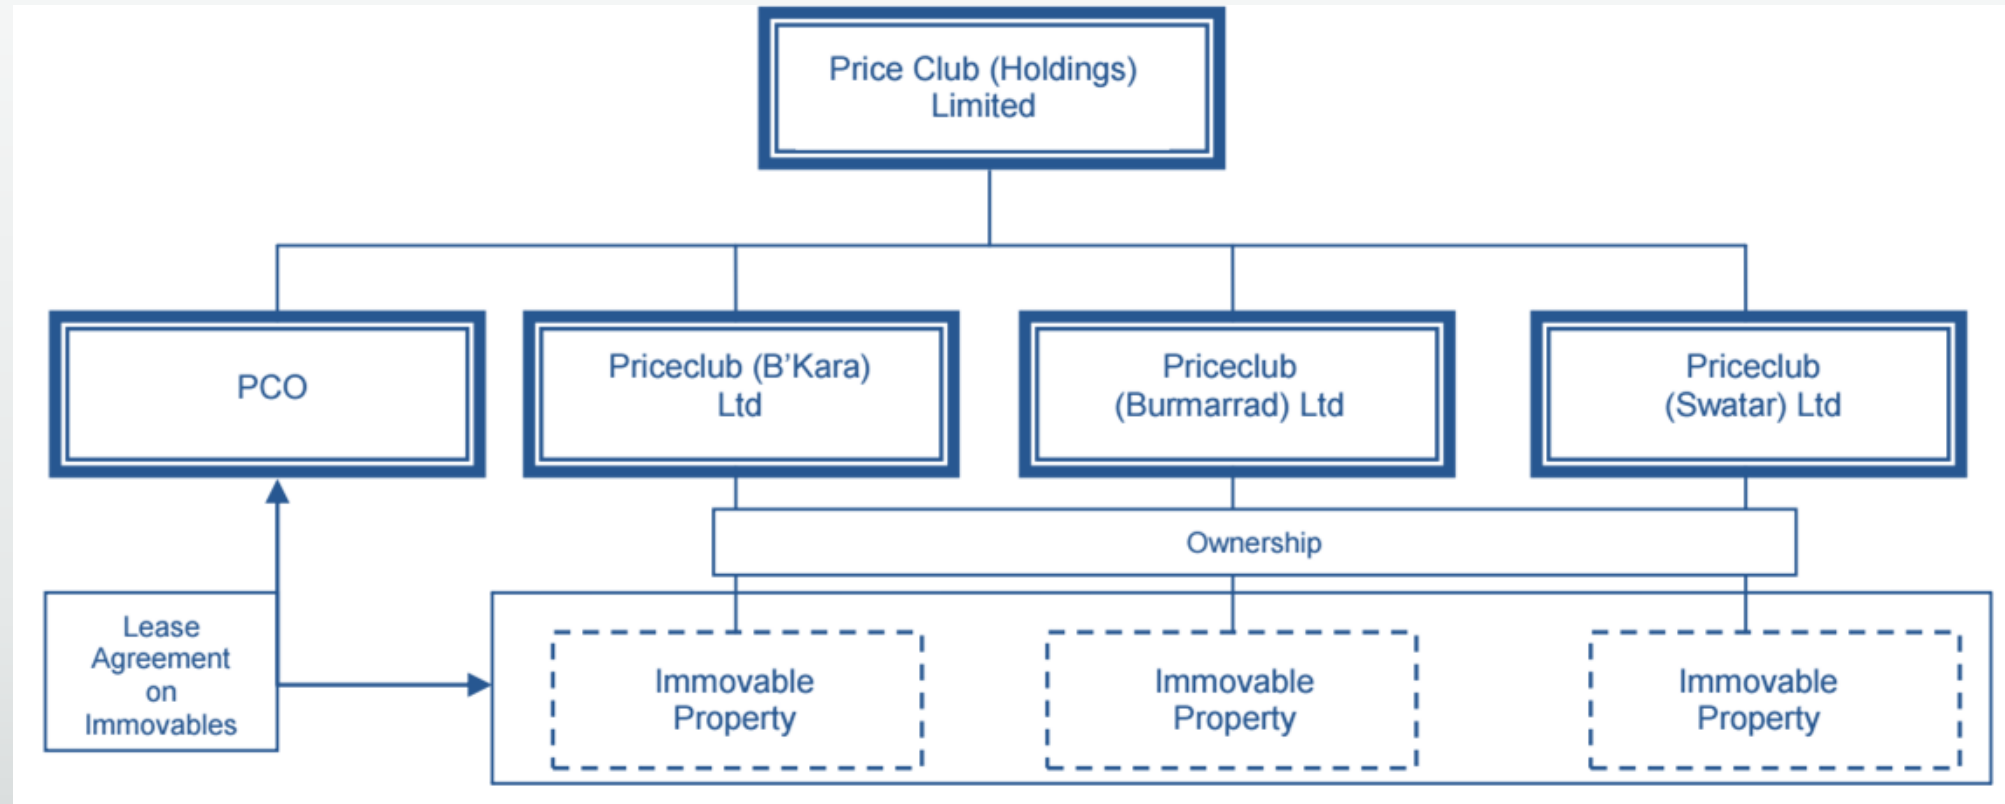 Price Club (Holdings)
Limited
PCO
Priceclub (B’Kara)
Ltd
Priceclub
(Burmarrad) Ltd
Priceclub
(Swatar) Ltd
Ownership
Lease
Agreement
on
Immovables
Immovable
Property
Immovable
Property
Immovable
Property